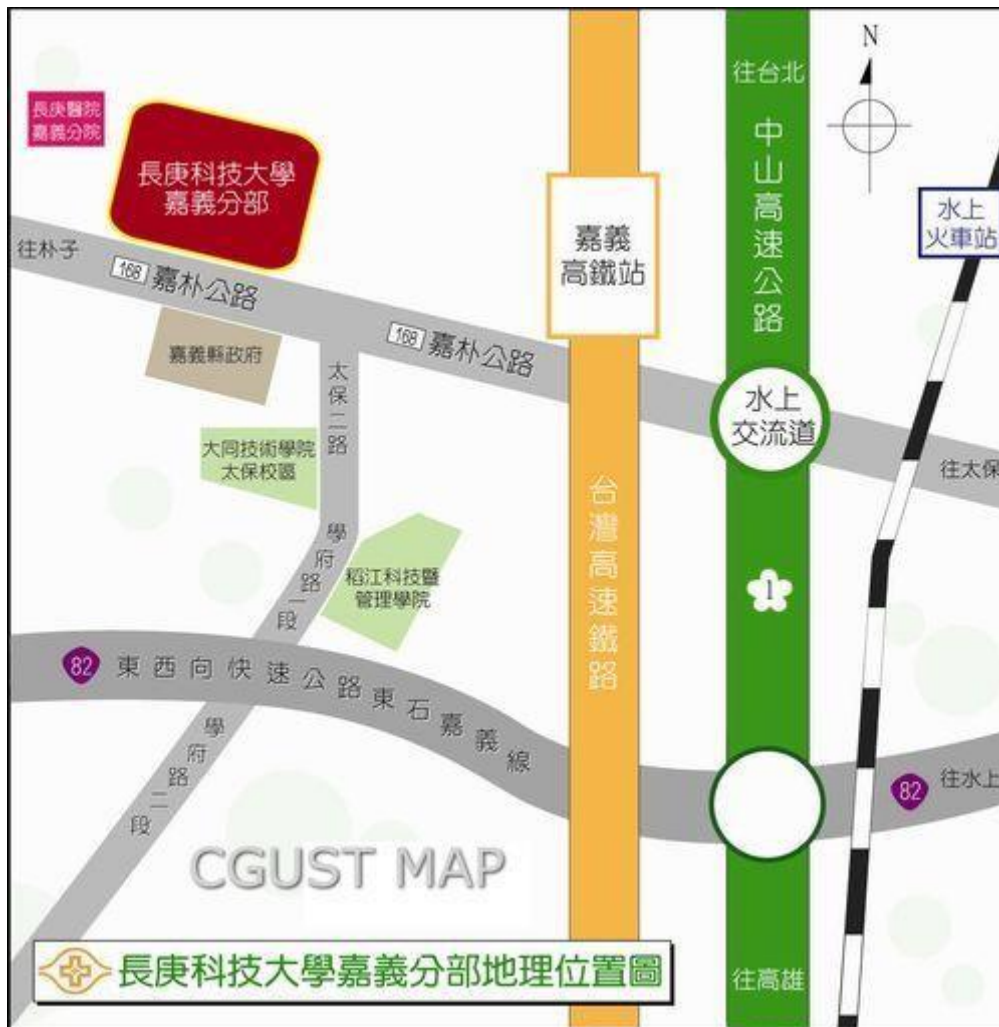 N
往台北
中山高速公路
長庚醫院
嘉義分院
長庚科技大學
嘉義分部
水上
火車站
嘉義
高鐵站
往朴子
168 嘉朴公路
168 嘉朴公路
嘉義縣政府
太保二路
水上
交流道
大同技術學院
太保校區
往太保
台灣高速鐵路
學府路一段
稻江科技暨
管理學院
1
82 東西向快速公路東石嘉義線
學府路二段
82 往水上
CGUST MAP
長庚科技大學嘉義分部地理位置圖
往高雄